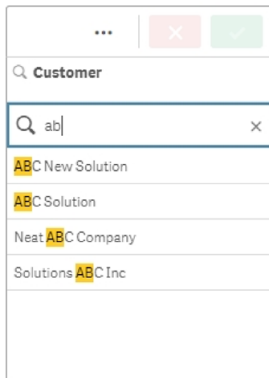 ...
Customer
ab
ABC New Solution
ABC Solution
Neat ABC Company
Solutions ABC Inc